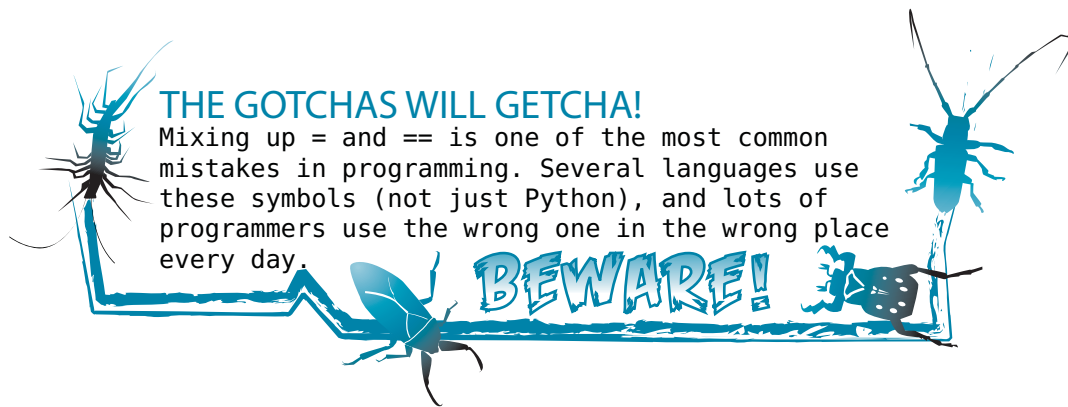 THE GOTCHAS WILL GETCHA!
Mixing up = and == is one of the most common
mistakes in programming. Several languages use
these symbols (not just Python), and lots of
programmers use the wrong one in the wrong place
every day.
BEWARE!